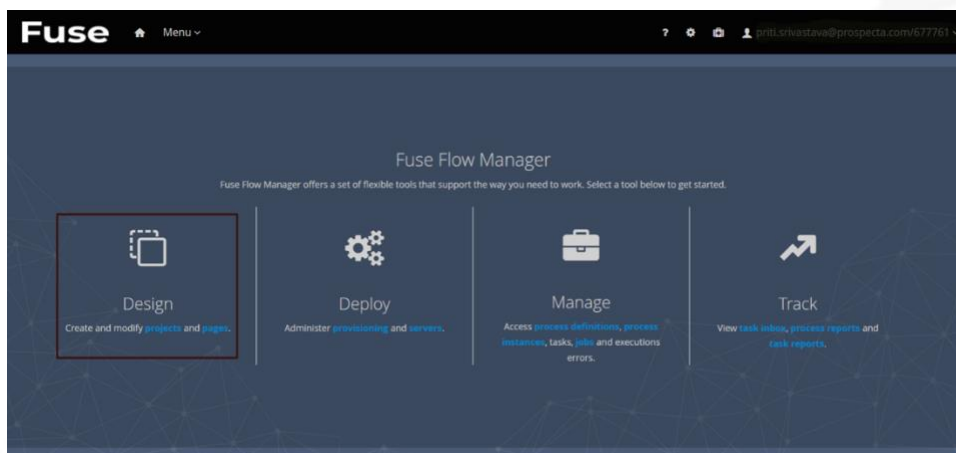 Fuse Menu ? priti.srivastava@prospecta.com/677761
Fuse Flow Manager
Fuse Flow Manager offers a set of flexible tools that support the way you need to work. Select a tool below to get started.
Design
Create and modify projects and pages.
Deploy
Administer provisioning and servers.
Manage
Access process definitions, process
instances, tasks, jobs and executions
errors.
Track
View task inbox, process reports and
task reports.